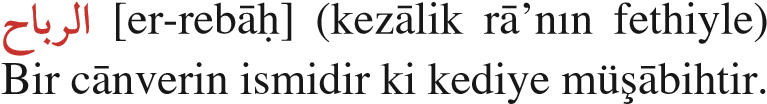 الرباح [er-rebāḥ] (kezālik rā’nın fethiyle)
Bir cānverin ismidir ki kediye müşābihtir.